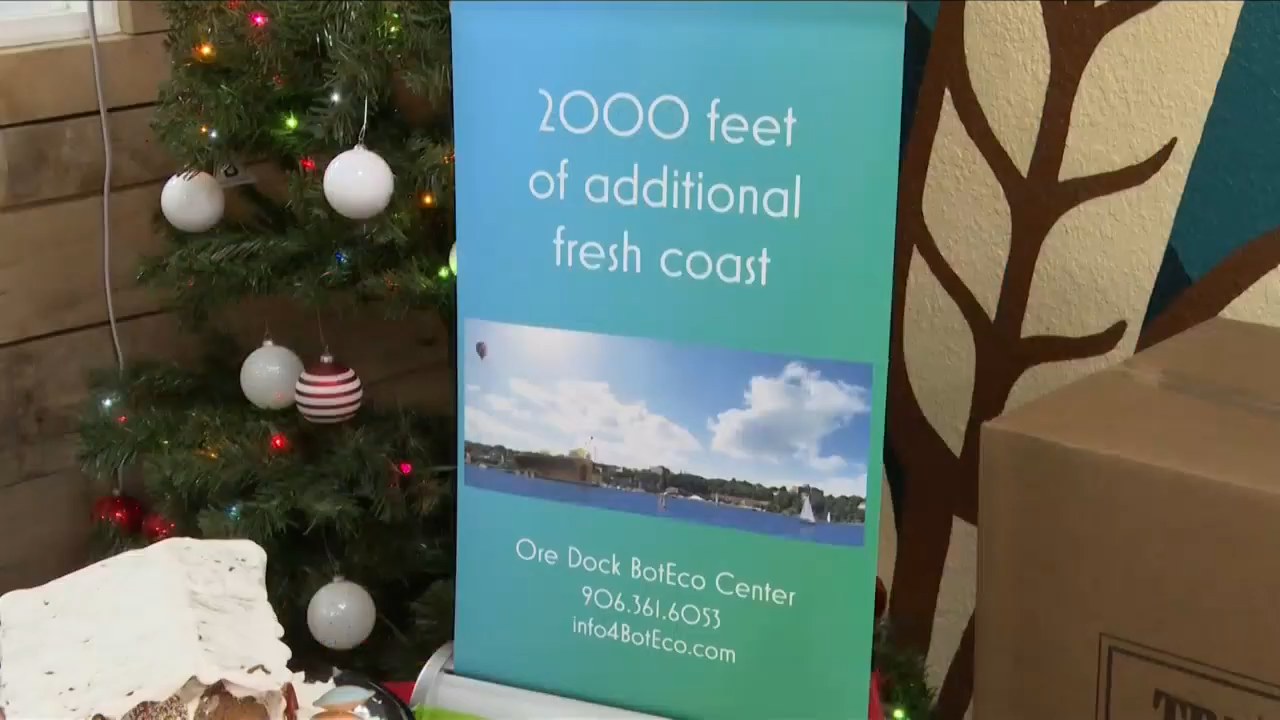 2000 feet
of additional
fresh coast
Ore Dock BotEco Center
906.361.6053
info4BotEco.com